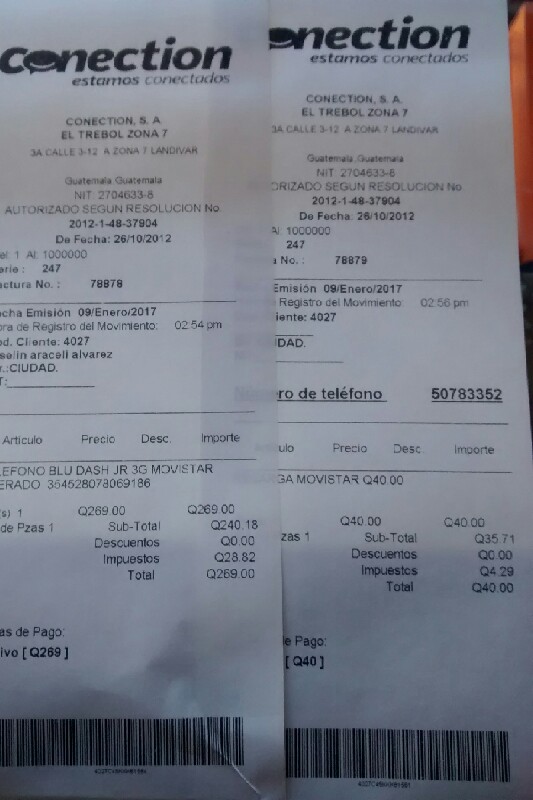 conection
estamos conectados
CONECTION, S. A.
EL TREBOL ZONA 7
3A CALLE 3-12 A ZONA 7 LANDIVAR
Guatemala,Guatemala
NIT: 2704633-8
AUTORIZADO SEGUN RESOLUCION No.
2012-1-48-37904
De Fecha: 26/10/2012
el: 1 Al: 1000000
erie : 247
actura No. : 78878
cha Emisión 09/Enero/2017
ora de Registro del Movimiento: 02:54 pm
ed. Cliente: 4027
selin araceli alvarez
r.:CIUDAD.
T:
Articulo Precio Desc. Importe
LEFONO BLU DASH JR 3G MOVISTAR
ERADO 364528078069186
(s) 1 Q269.00 Q269.00
de Pzas 1 Sub-Total Q240.18
Descuentos Q0.00
Impuestos Q28.82
Total Q269.00
as de Pago:
ivo [ Q269 ]
onection
estamos conectados
CONECTION, S. A.
EL TREBOL ZONA 7
3A CALLE 3-12 A ZONA 7 LANDIVAR
Guatemala,Guatemala
NIT: 2704633-8
ORIZADO SEGUN RESOLUCION No
2012-1-48-37904
De Fecha: 26/10/2012
Al: 1000000
247
a No. : 78879
Emisión 09/Enero/2017
Registro del Movimiento: 02:56 pm
iente: 4027
IDAD.
ero de teléfono 50783352
ulo Precio Desc. Importe
GA MOVISTAR Q40.00
Q40.00 Q40.00
zas 1 Sub-Total Q35.71
Descuentos Q0.00
Impuestos Q4.29
Total Q40.00
e Pago:
[ Q40 ]